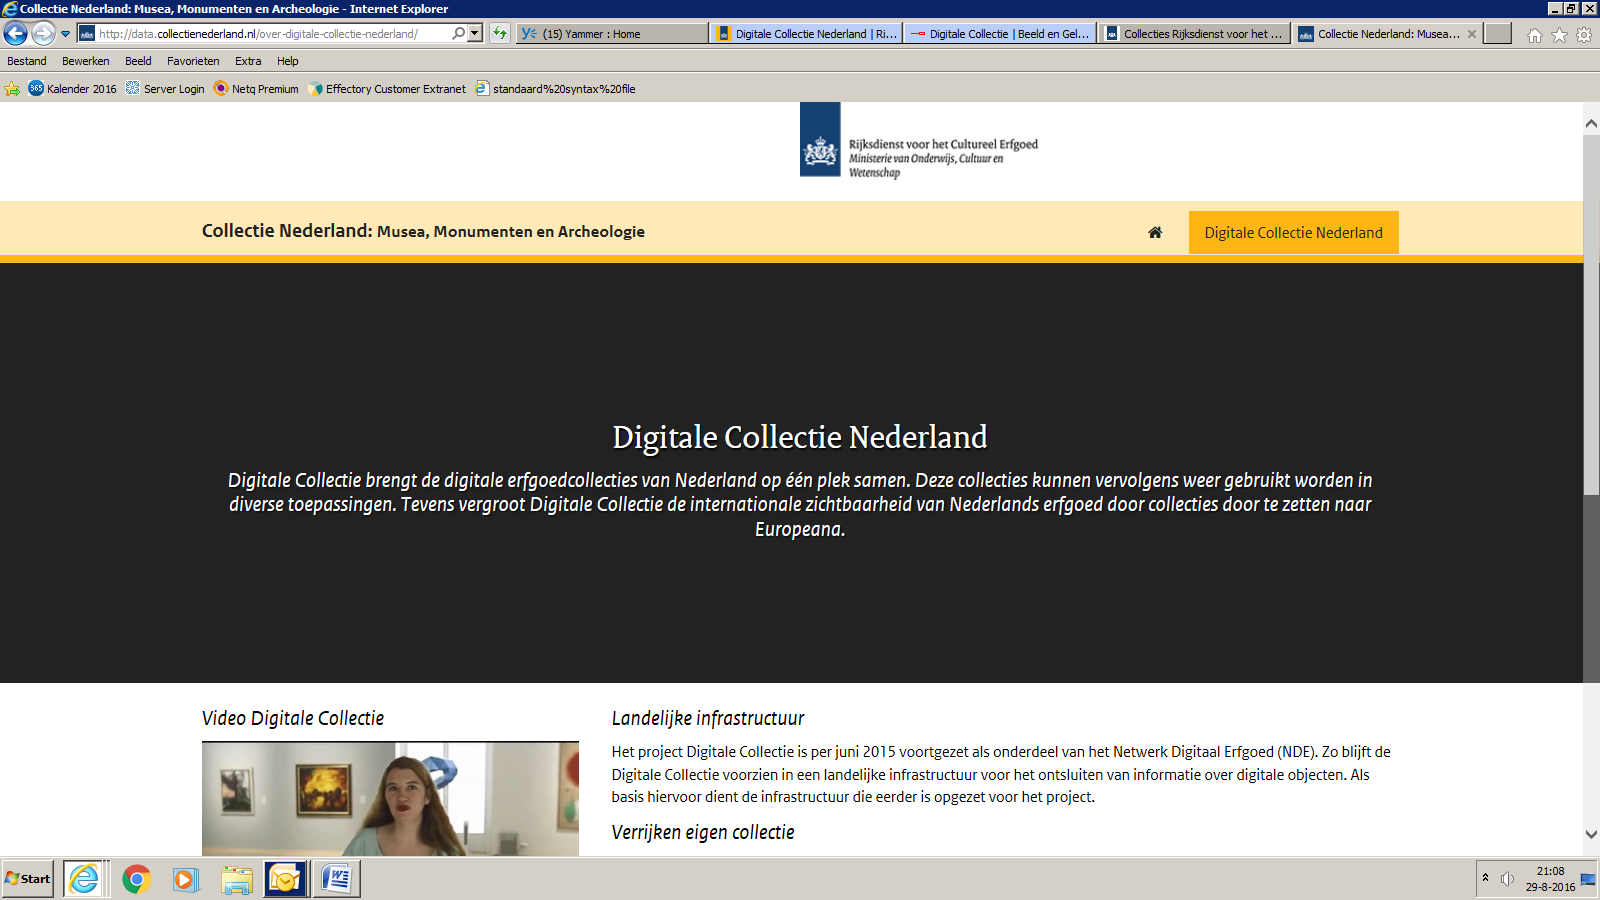 Collectie Nederland: Musea, Monumenten en Archeologie - Internet Explorer
http://data.collectienederland.nl/over-digitale-collectie-nederland/
(15) Yammer : Home
Digitale Collectie Nederland | Ri...
Digitale Collectie | Beeld en Gel...
Collecties Rijksdienst voor het ...
Collectie Nederland: Musea...
Bestand Bewerken Beeld Favorieten Extra Help
365 Kalender 2016 Server Login Netq Premium Effectory Customer Extranet standaard%20syntax%20file
Rijksdienst voor het Cultureel Erfgoed
Ministerie van Onderwijs, Cultuur en
Wetenschap
Collectie Nederland: Musea, Monumenten en Archeologie
Digitale Collectie Nederland
Digitale Collectie Nederland
Digitale Collectie brengt de digitale erfgoedcollecties van Nederland op één plek samen. Deze collecties kunnen vervolgens weer gebruikt worden in
diverse toepassingen. Tevens vergroot Digitale Collectie de internationale zichtbaarheid van Nederlands erfgoed door collecties door te zetten naar
Europeana.
Video Digitale Collectie
Landelijke infrastructuur
Het project Digitale Collectie is per juni 2015 voortgezet als onderdeel van het Netwerk Digitaal Erfgoed (NDE). Zo blijft de
Digitale Collectie voorzien in een landelijke infrastructuur voor het ontsluiten van informatie over digitale objecten. Als
basis hiervoor dient de infrastructuur die eerder is opgezet voor het project.
Verrijken eigen collectie
Start
21:08
29-8-2016